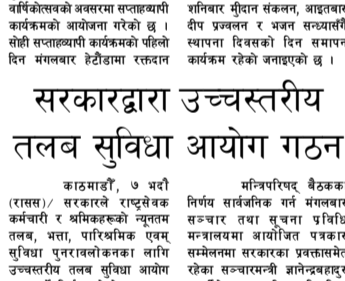 वार्षिकोत्सवको अवसरमा सप्ताहव्यापी
कार्यक्रमको आयोजना गरेको छ ।
सोही सप्ताहव्यापी कार्यक्रमको पहिलो
दिन मंगलबार हेटौंडामा रक्तदान
शनिबार मुौदान संकलन, आइतबार
दीप प्रज्वलन र भजन सन्ध्यासँगै
स्थापना दिवसको दिन समापन
कार्यक्रम रहेको जनाइएको छ ।
सरकारद्वारा उच्चस्तरीय
तलब सुविधा आयोग गठन
काठमाडौँ, ७ भदौ
(रासस)/ सरकारले राष्ट्रसेवक
कर्मचारी र श्रमिकहरूको न्यूनतम
तलब, भत्ता, पारिश्रमिक एवम्
सुविधा पुनरावलोकनका लागि
उच्चस्तरीय तलब सुविधा आयोग
मन्त्रिपरिषद् बैठकका
निर्णय सार्वजनिक गर्न मंगलबार
सञ्चार तथा सूचना प्रविधि
मन्त्रालयमा आयोजित पत्रकार
सम्मेलनमा सरकारका प्रवक्तासमेत
रहेका सञ्चारमन्त्री ज्ञानेन्द्रबहादुर